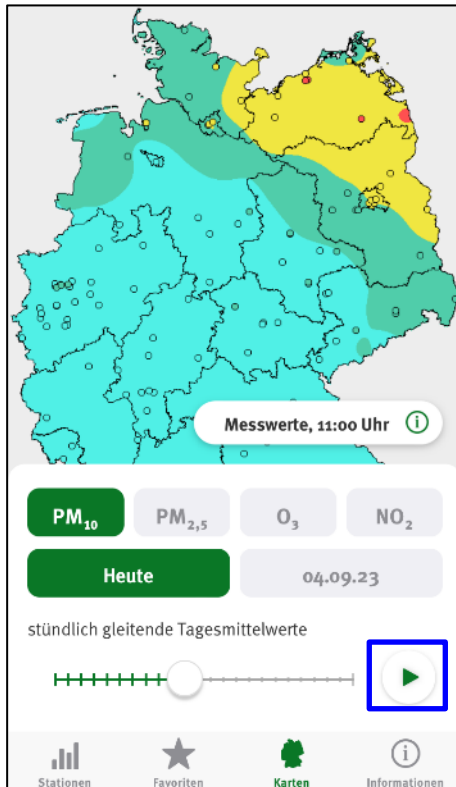 Messwerte, 11:00 Uhr i
PM10 PM2,5 O3 NO2
Heute 04.09.23
stündlich gleitende Tagesmittelwerte
Stationen Favoriten Karten Informationen